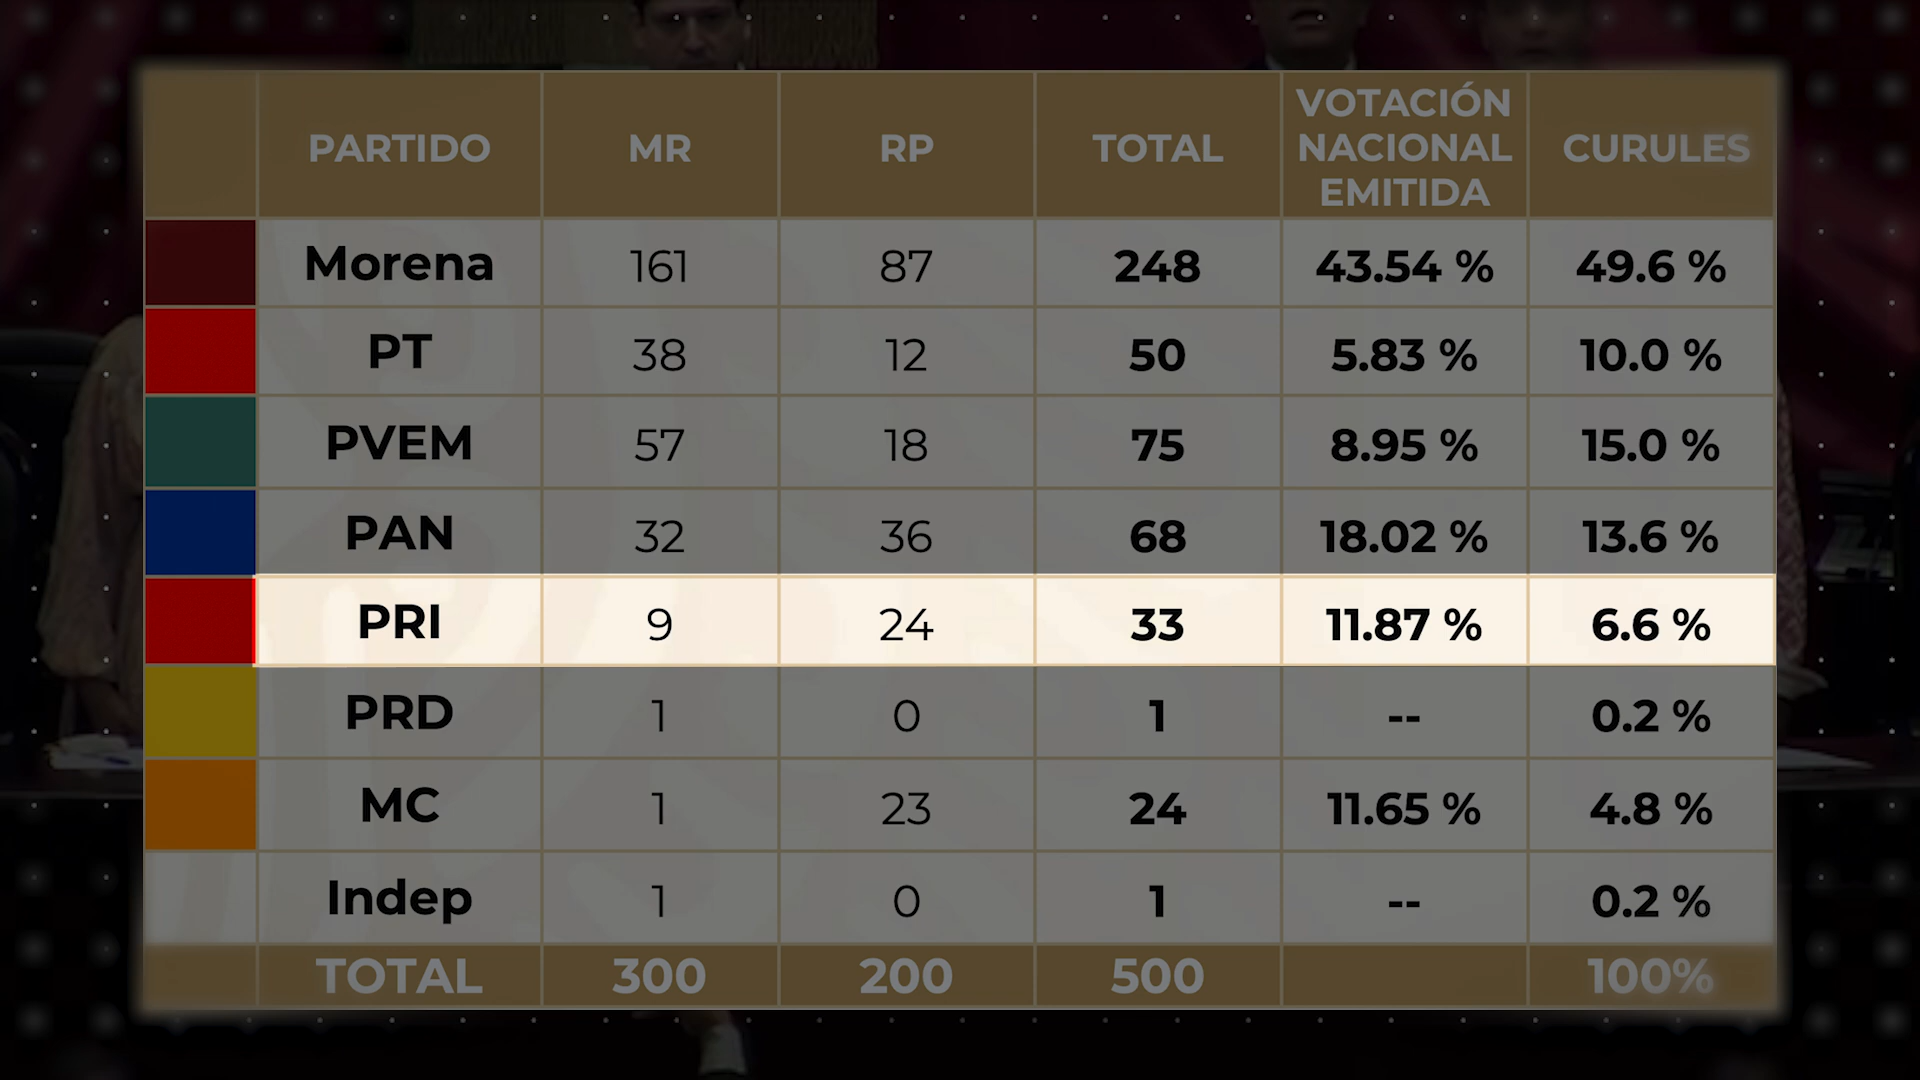 PARTIDO MR RP TOTAL VOTACIÓN NACIONAL EMITIDA CURULES
Morena 161 87 248 43.54 % 49.6 %
PT 38 12 50 5.83 % 10.0 %
PVEM 57 18 75 8.95 % 15.0 %
PAN 32 36 68 18.02 % 13.6 %
PRI 9 24 33 11.87 % 6.6 %
PRD 1 0 1 -- 0.2 %
MC 1 23 24 11.65 % 4.8 %
Indep 1 0 1 -- 0.2 %
TOTAL 300 200 500 100%